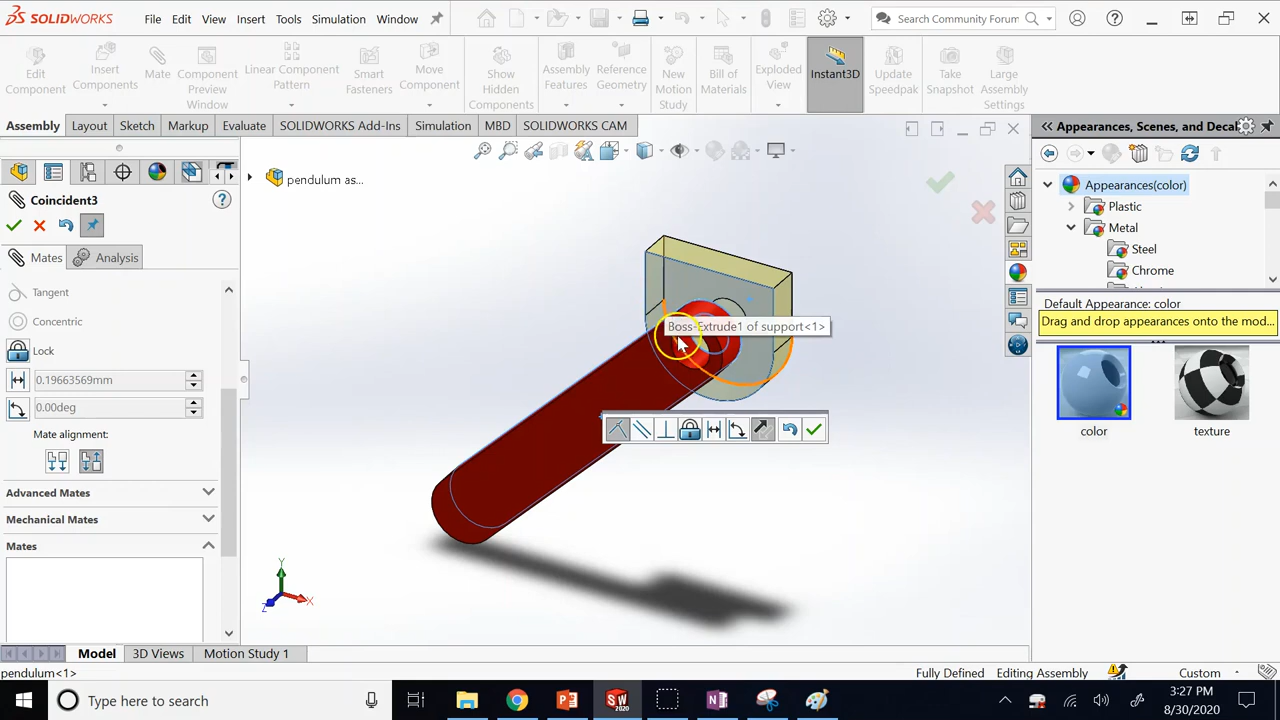 SOLIDWORKS File Edit View Insert Tools Simulation Window Search Community Forum
Edit Component
Insert Components
Mate
Component Preview Window
Linear Component Pattern
Smart Fasteners
Move Component
Show Hidden Components
Assembly Features
Reference Geometry
New Motion Study
Bill of Materials
Exploded View
Instant3D
Update Speedpak
Take Snapshot
Large Assembly Settings
Assembly Layout Sketch Markup Evaluate SOLIDWORKS Add-Ins Simulation MBD SOLIDWORKS CAM
Appearances, Scenes, and Decal
pendulum as...
Coincident3
Mates Analysis
Tangent
Concentric
Lock
0.19663569mm
0.00deg
Mate alignment:
Advanced Mates
Mechanical Mates
Mates
Boss-Extrude1 of support<1>
Y
X
Z
Appearances(color)
Plastic
Metal
Steel
Chrome
Default Appearance: color
Drag and drop appearances onto the mod...
color texture
Model 3D Views Motion Study 1
pendulum<1> Fully Defined Editing Assembly Custom
Type here to search
SW
2020
3:27 PM
8/30/2020